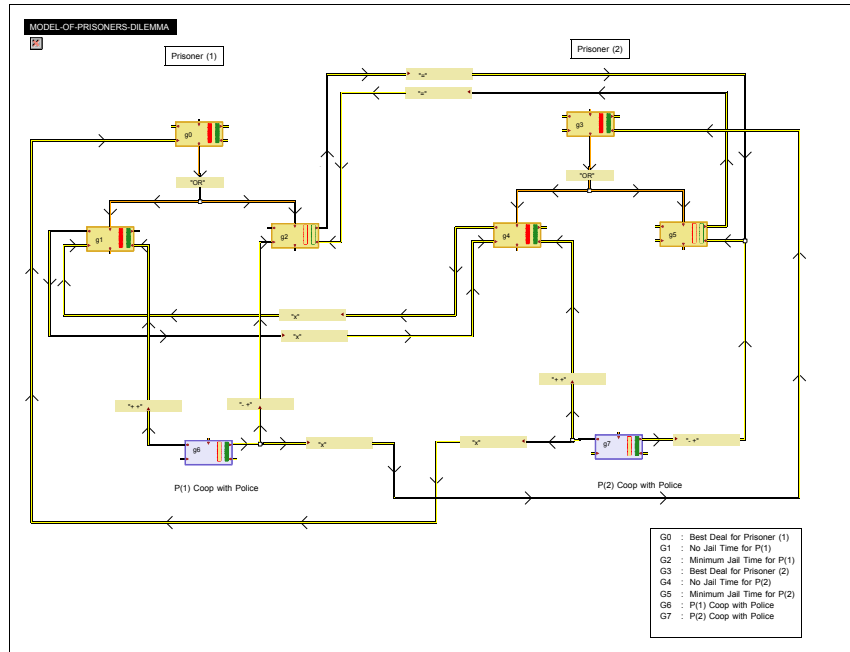 MODEL-OF-PRISONERS-DILEMMA
Prisoner (1)
Prisoner (2)
"="
"="
g0
g3
"OR"
"OR"
g1
g2
g4
g5
"x"
"x"
"+ +"
"- +"
"+ +"
g6
"x"
"x"
g7
"- +"
P(1) Coop with Police
P(2) Coop with Police
G0 : Best Deal for Prisoner (1)
G1 : No Jail Time for P(1)
G2 : Minimum Jail Time for P(1)
G3 : Best Deal for Prisoner (2)
G4 : No Jail Time for P(2)
G5 : Minimum Jail Time for P(2)
G6 : P(1) Coop with Police
G7 : P(2) Coop with Police